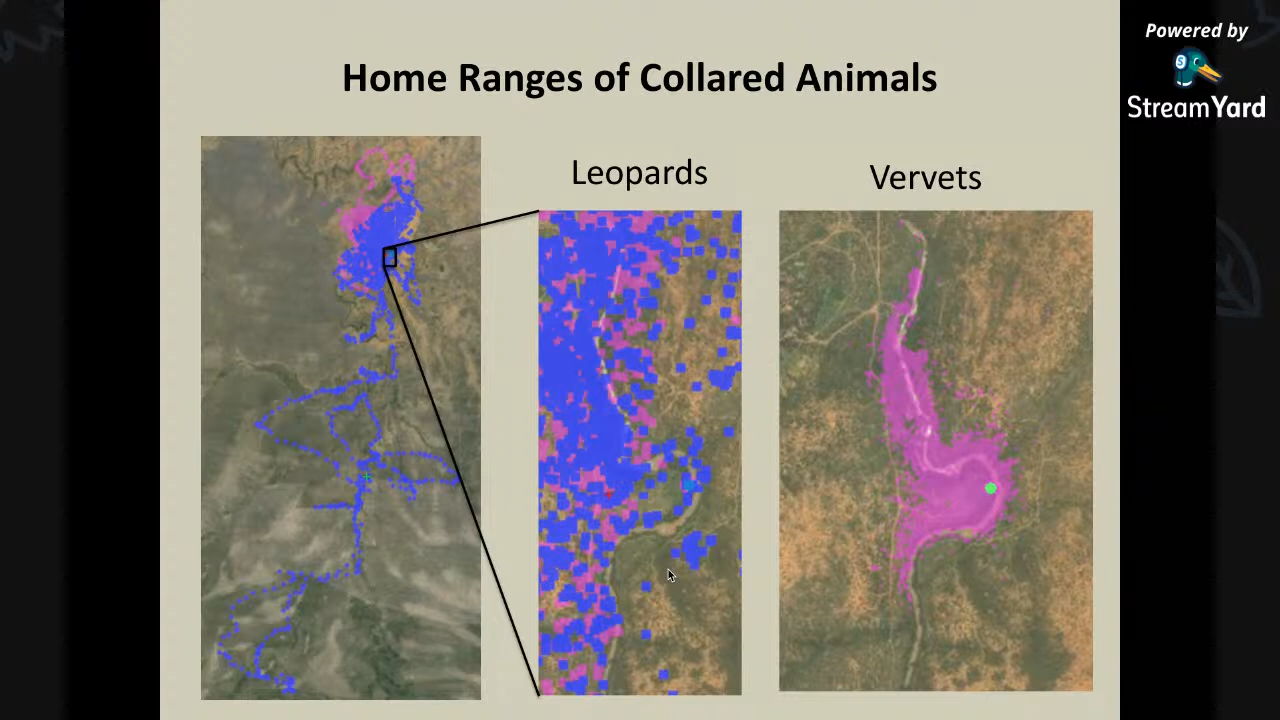 Home Ranges of Collared Animals
Leopards
Vervets
Powered by
StreamYard